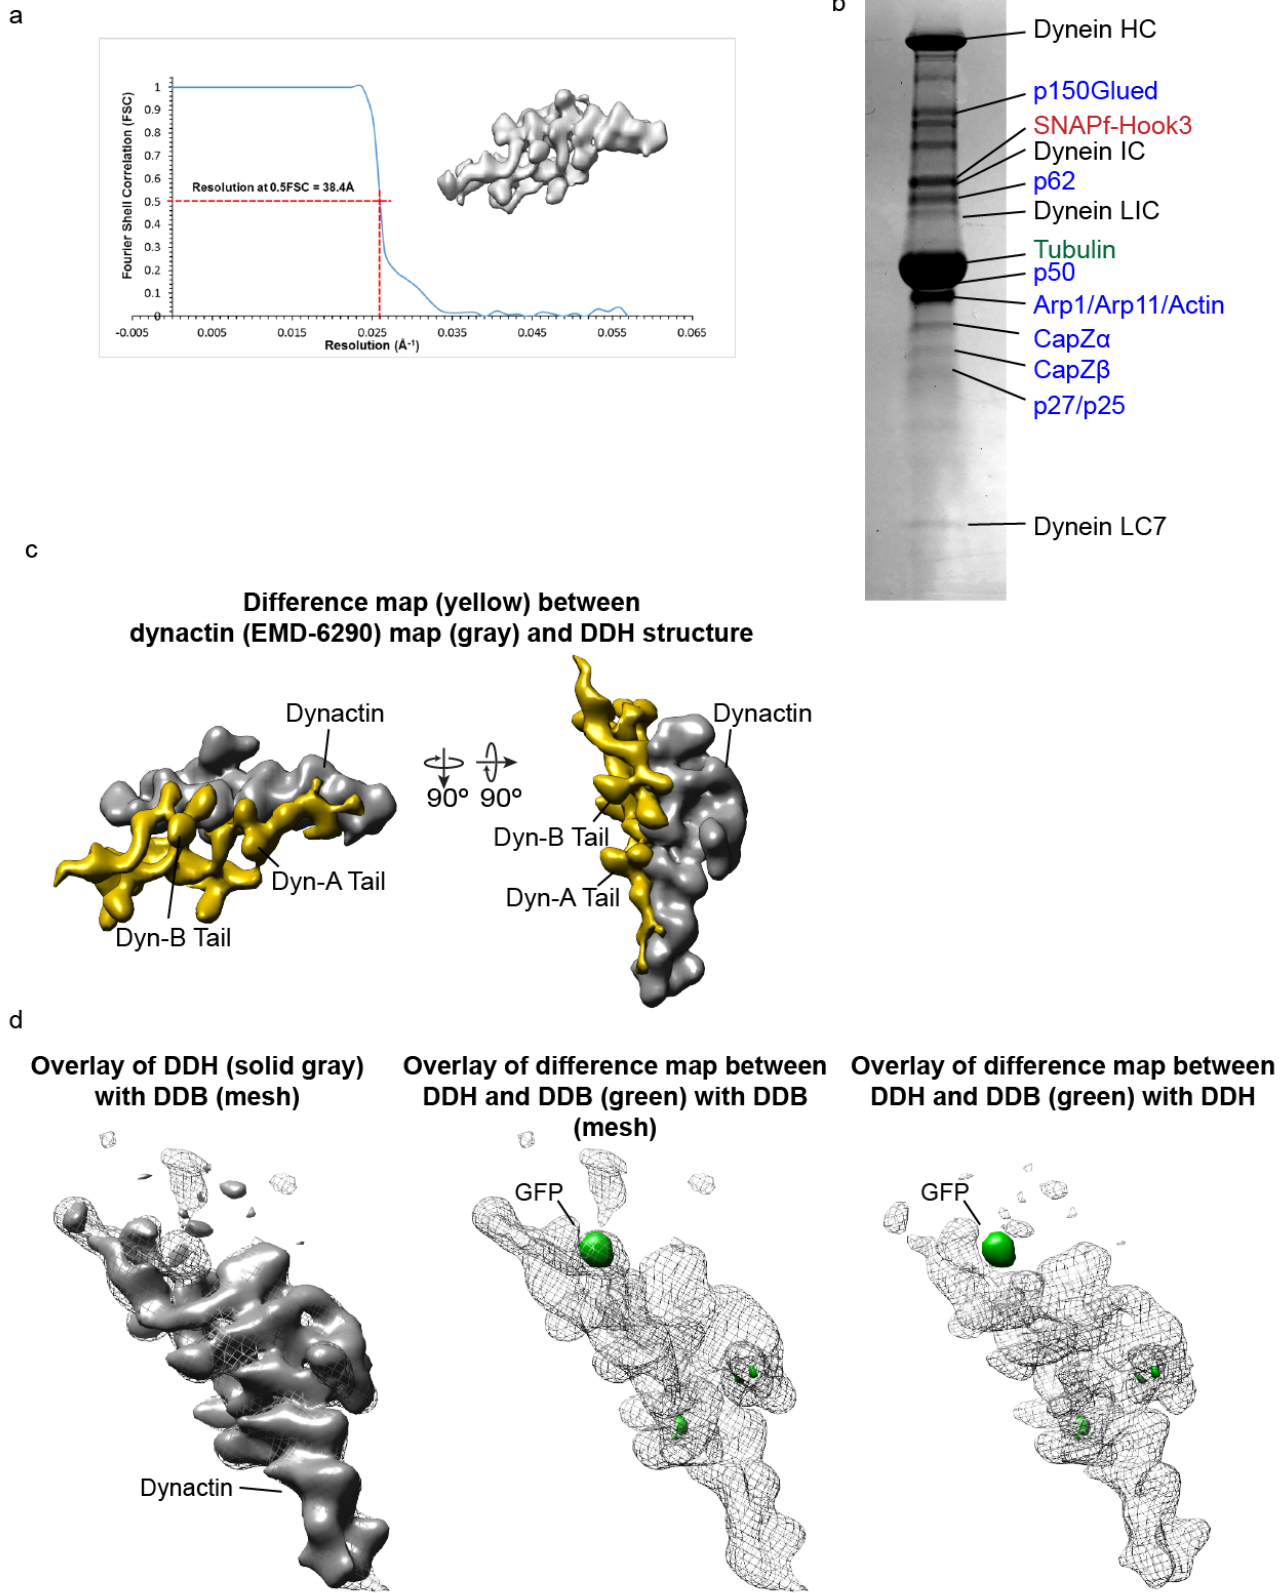 a
Fourier Shell Correlation (FSC)
1
0.9
0.8
0.7
0.6
0.5
0.4
0.3
0.2
0.1
0
Resolution at 0.5FSC = 38.4Å
-0.005
0.005
0.015
0.025
0.035
0.045
0.055
0.065
Resolution (Å⁻¹)
b
Dynein HC
p150Glued
SNAPf-Hook3
Dynein IC
p62
Dynein LIC
Tubulin
p50
Arp1/Arp11/Actin
CapZα
CapZβ
p27/p25
Dynein LC7
c
Difference map (yellow) between
dynactin (EMD-6290) map (gray) and DDH structure
Dynactin
Dyn-A Tail
Dyn-B Tail
90° 90°
Dynactin
Dyn-B Tail
Dyn-A Tail
d
Overlay of DDH (solid gray)
with DDB (mesh)
Dynactin
Overlay of difference map between
DDH and DDB (green) with DDB
(mesh)
GFP
Overlay of difference map between
DDH and DDB (green) with DDH
GFP